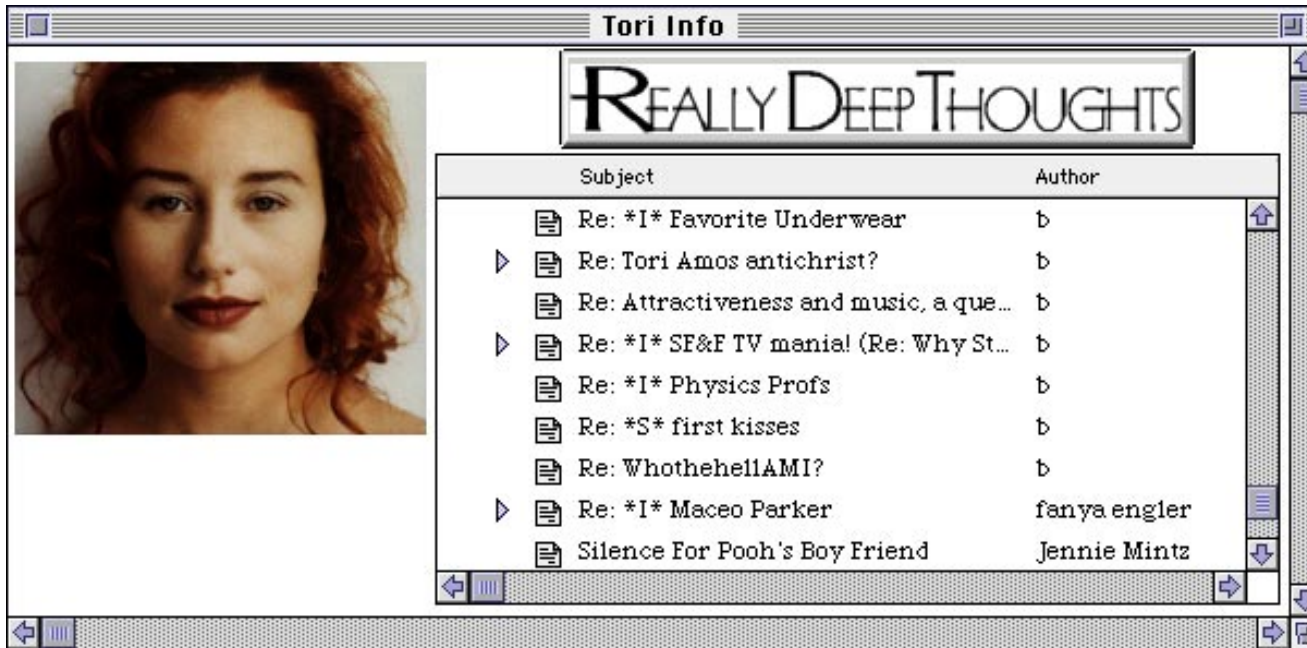 Tori Info
REALLY DEEP THOUGHTS
Subject Author
Re: *I* Favorite Underwear ƀ
Re: Tori Amos antichrist? ƀ
Re: Attractiveness and music, a que... ƀ
Re: *I* SF&F TV mania! (Re: Why St... ƀ
Re: *I* Physics Profs ƀ
Re: *S* first kisses ƀ
Re: WhothehellAMI? ƀ
Re: *I* Maceo Parker fanya engler
Silence For Pooh's Boy Friend Jennie Mintz